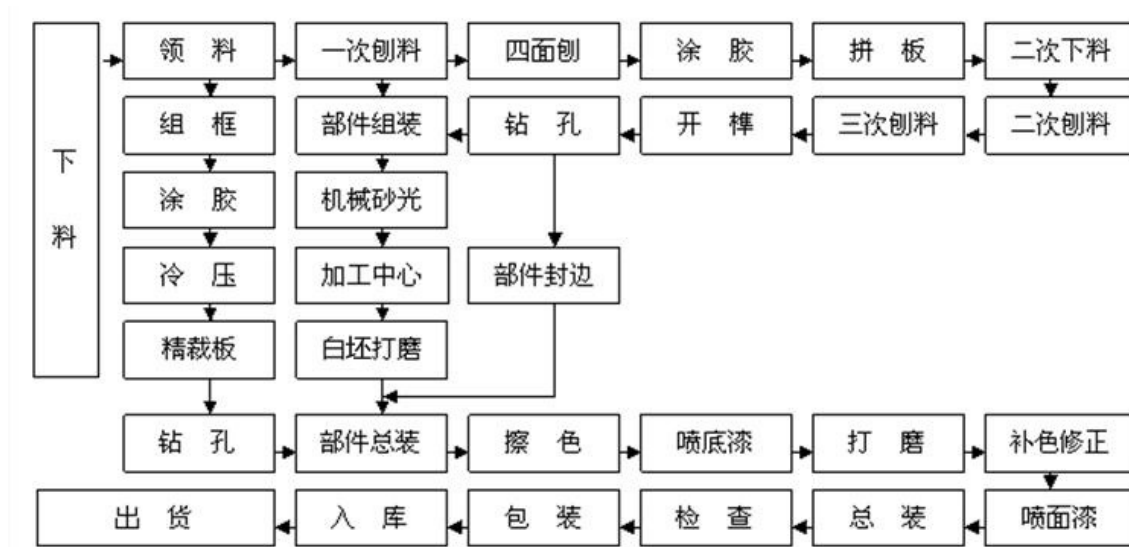 下料
领料
一次刨料
四面刨
涂胶
拼板
二次下料
组框
部件组装
钻孔
开榫
三次刨料
二次刨料
涂胶
机械砂光
冷压
加工中心
部件封边
精裁板
白坯打磨
钻孔
部件总装
擦色
喷底漆
打磨
补色修正
出货
入库
包装
检查
总装
喷面漆